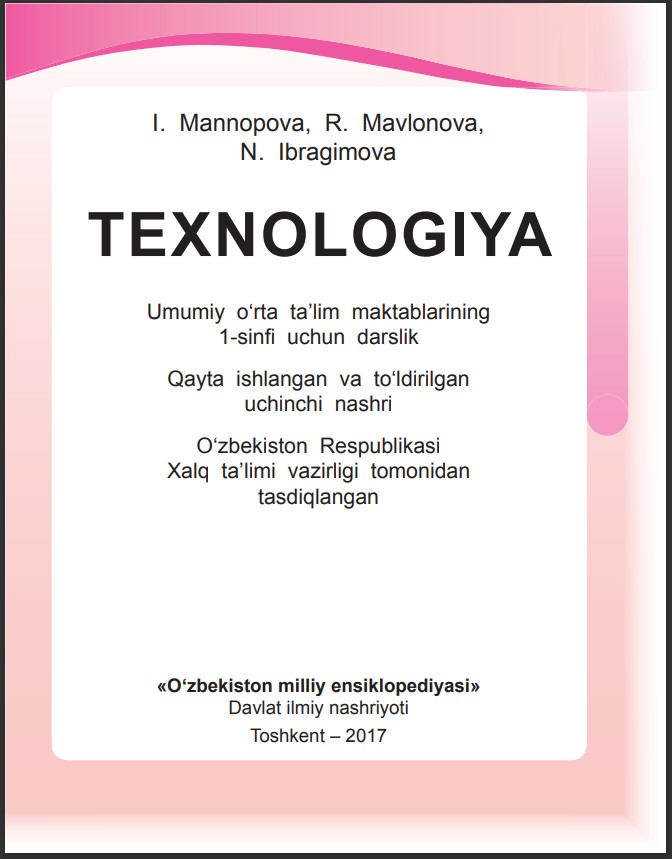 I. Mannopova, R. Mavlonova,
N. Ibragimova
TEXNOLOGIYA
Umumiy o‘rta ta’lim maktablarining
1-sinfi uchun darslik
Qayta ishlangan va to‘ldirilgan
uchinchi nashri
O‘zbekiston Respublikasi
Xalq ta’limi vazirligi tomonidan
tasdiqlangan
«O‘zbekiston milliy ensiklopediyasi»
Davlat ilmiy nashriyoti
Toshkent – 2017